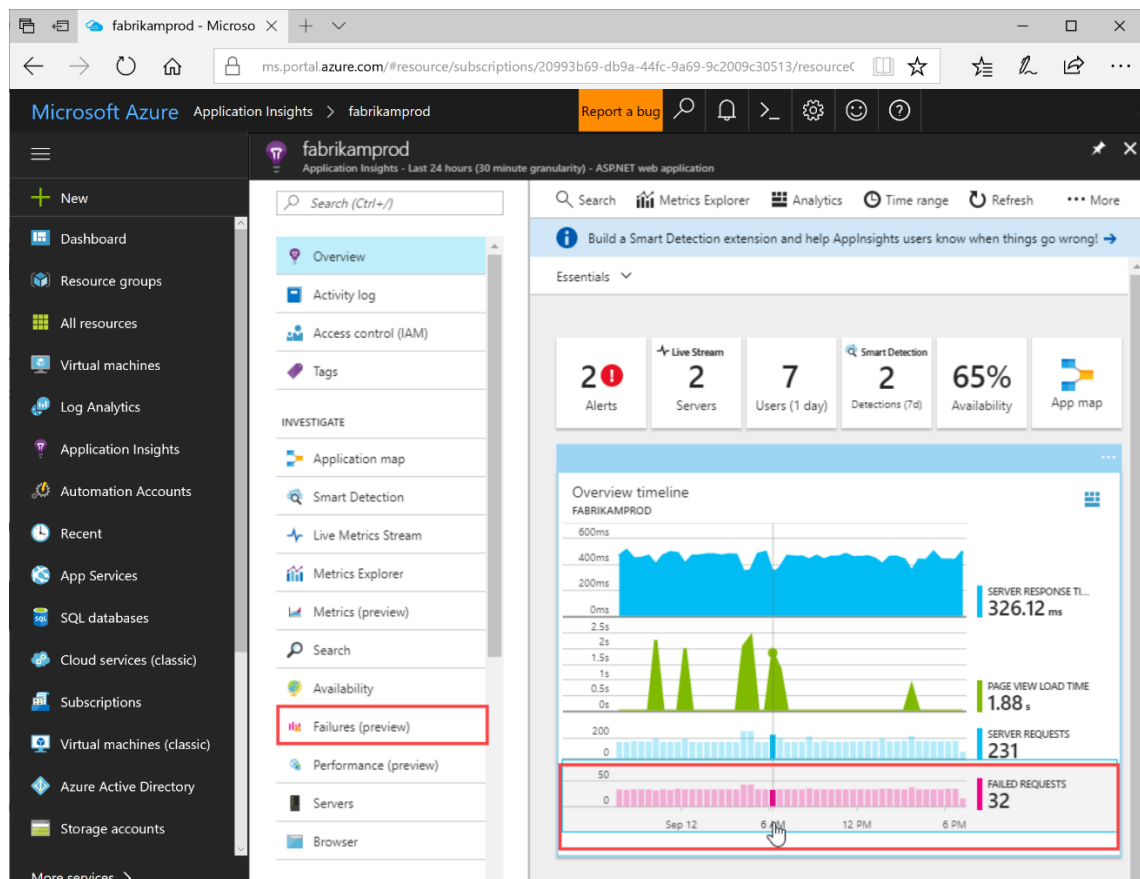 fabrikamprod - Microso
ms.portal.azure.com/#resource/subscriptions/20993b69-db9a-44fc-9a69-9c2009c30513/resourceG
Microsoft Azure Application Insights > fabrikamprod
Report a bug
fabrikamprod
Application Insights - Last 24 hours (30 minute granularity) - ASP.NET web application
New
Dashboard
Resource groups
All resources
Virtual machines
Log Analytics
Application Insights
Automation Accounts
Recent
App Services
SQL databases
Cloud services (classic)
Subscriptions
Virtual machines (classic)
Azure Active Directory
Storage accounts
More services >
Search (Ctrl+/)
Overview
Activity log
Access control (IAM)
Tags
INVESTIGATE
Application map
Smart Detection
Live Metrics Stream
Metrics Explorer
Metrics (preview)
Search
Availability
Failures (preview)
Performance (preview)
Servers
Browser
Search Metrics Explorer Analytics Time range Refresh ••• More
Build a Smart Detection extension and help AppInsights users know when things go wrong! →
Essentials
2
Alerts
Live Stream
2
Servers
7
Users (1 day)
Smart Detection
2
Detections (7d)
65%
Availability
App map
Overview timeline
FABRIKAMPROD
600ms
400ms
200ms
0ms
SERVER RESPONSE TI...
326.12 ms
2.5s
2s
1.5s
1s
0.5s
0s
PAGE VIEW LOAD TIME
1.88 s
200
0
SERVER REQUESTS
231
50
0
FAILED REQUESTS
32
Sep 12 6 AM 12 PM 6 PM